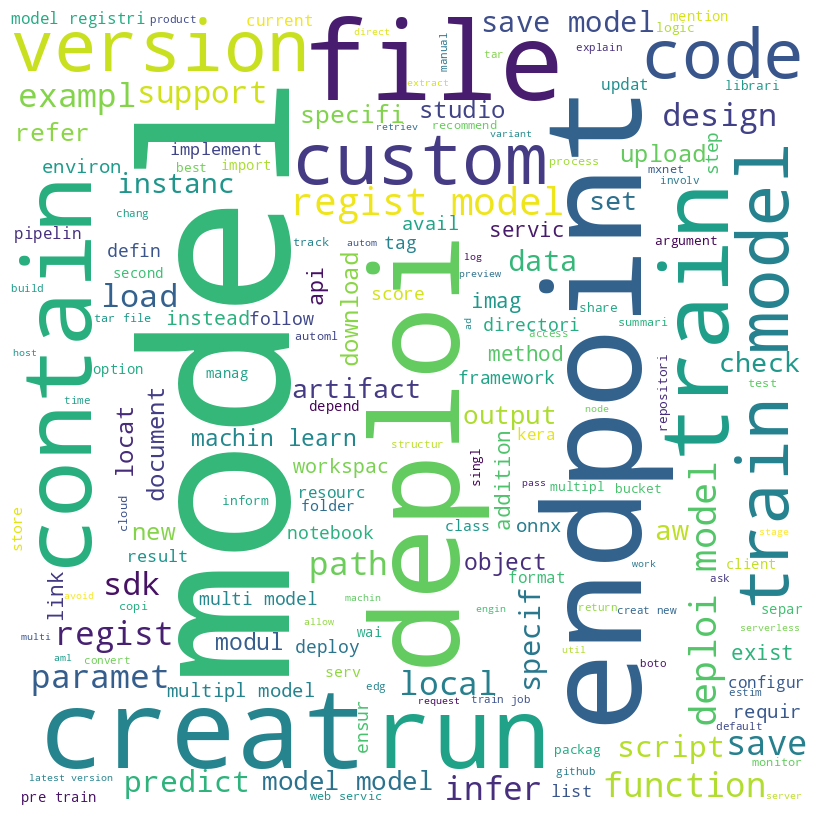 model registri
product
current
direct
save model
mention
logic
version
file
manual
tar
explain
code
exampl
support
extract
updat
librari
specifi
studio
refer
retriev
recommend
variant
design
implement
custom
process
upload
step
environ
best
import
mxnet
involv
instanc
regist model
set
chang
avail
pipelin
defin
track
autom
tag
servic
log
argument
contain
model
second
api
download
preview
data
endpoint
train
train model
build
load
score
imag
share
tar file
instead
follow
deploi
ad
directori
access
summari
automl
method
check
host
option
manag
artifact
framework
repositori
test
time
locat
document
depend
output
node
machin learn
kera
structur
workspac
singl
addition
store
cloud
inform
resourc
folder
pass
multipl
bucket
new
notebook
class
onnx
aw
stage
result
path
object
work
client
link
sdk
machin
format
ask
avoid
copi
multi model
allow
engin
return
creat new
separ
multi
regist
modul
deploy
wai
specif
util
deploi model
serverless
aml
convert
exist
paramet
multipl model
serv
edg
local
boto
configur
estim
request
train job
requir
creat
run
ensur
default
script
save
packag
monitor
latest version
predict
model model
infer
github
function
pre train
web servic
list
server